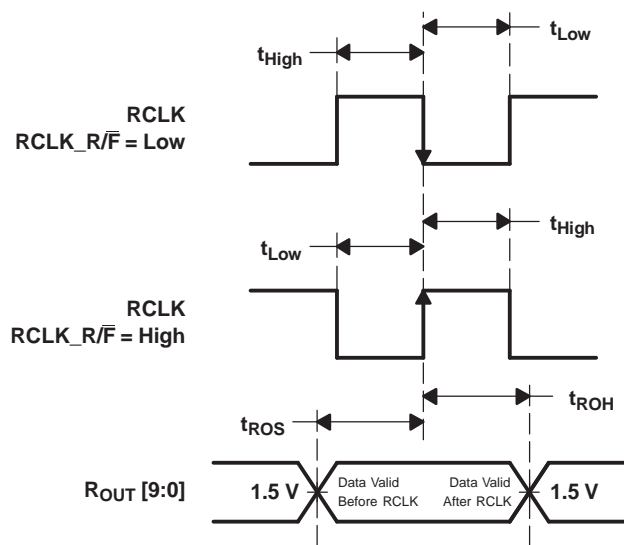 tLow
tHigh
RCLK
RCLK_R/F̅ = Low
tHigh
tLow
RCLK
RCLK_R/F̅ = High
tROH
tROS
ROUT [9:0]
1.5 V
Data Valid
Before RCLK
Data Valid
After RCLK
1.5 V